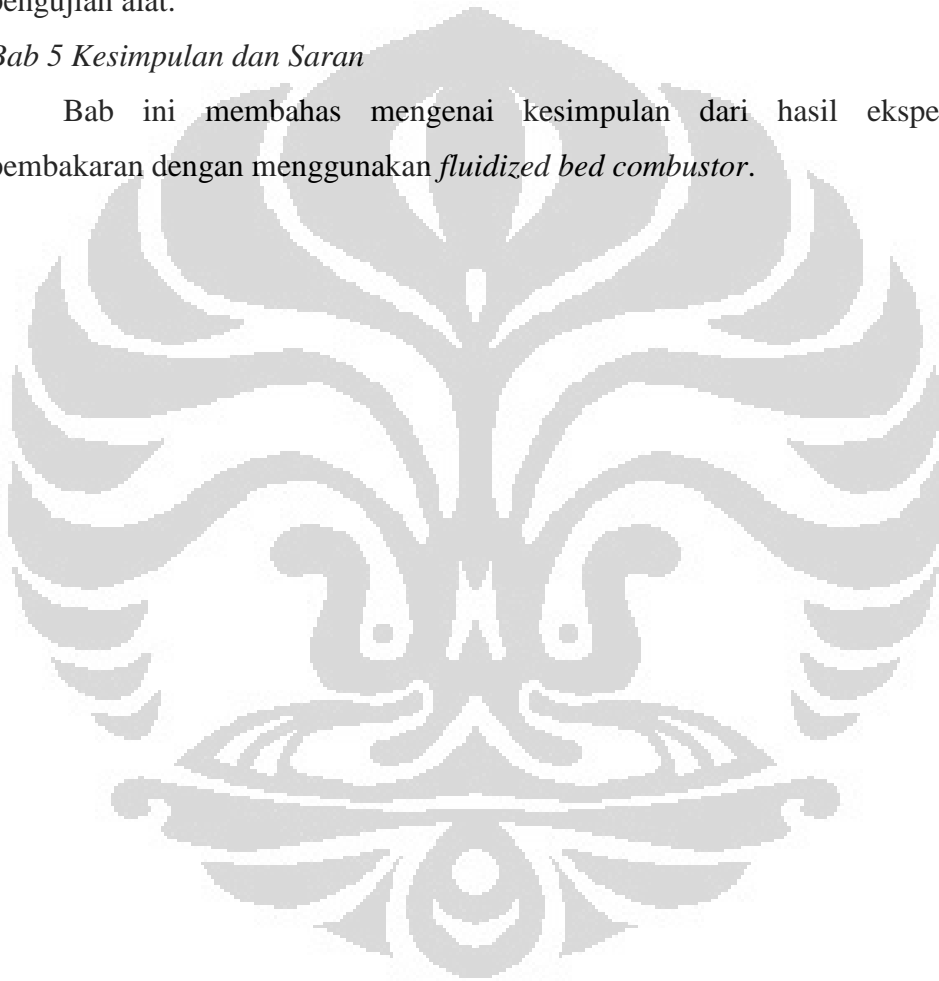 pengujian alat.
Bab 5 Kesimpulan dan Saran
Bab ini membahas mengenai kesimpulan dari hasil ekspe
pembakaran dengan menggunakan fluidized bed combustor.